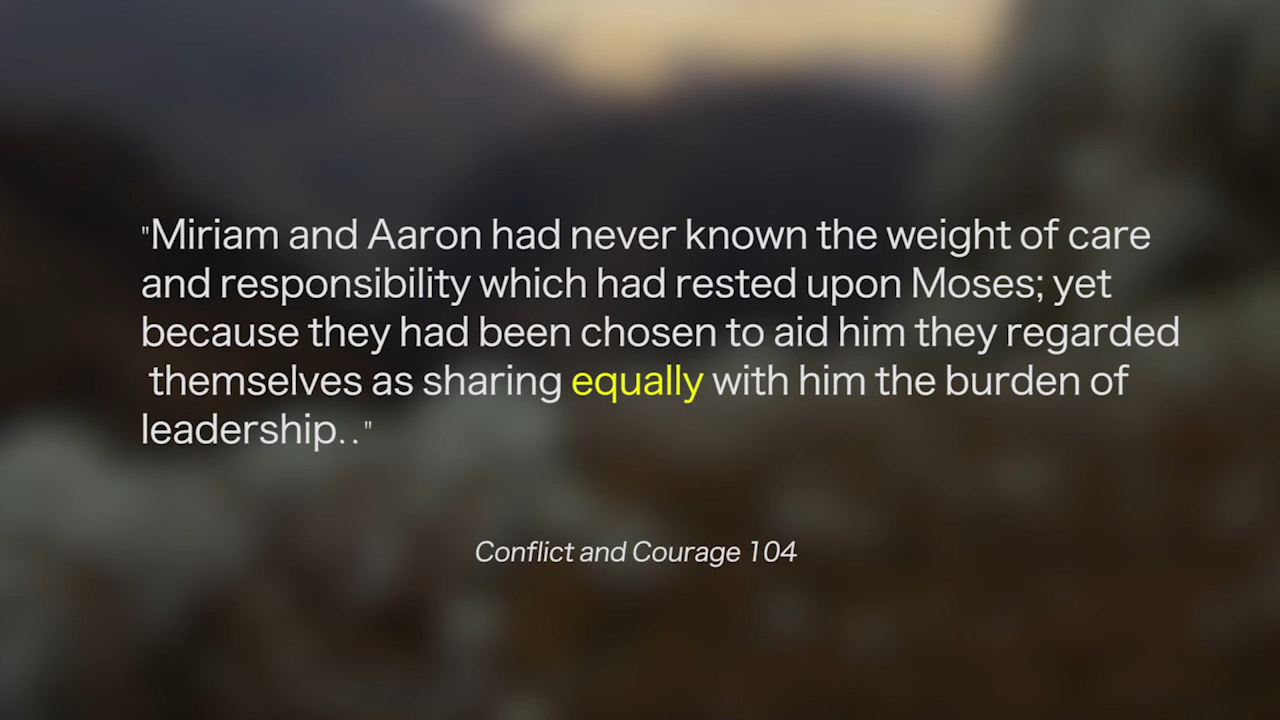 "Miriam and Aaron had never known the weight of care
and responsibility which had rested upon Moses; yet
because they had been chosen to aid him they regarded
themselves as sharing equally with him the burden of
leadership.."
Conflict and Courage 104